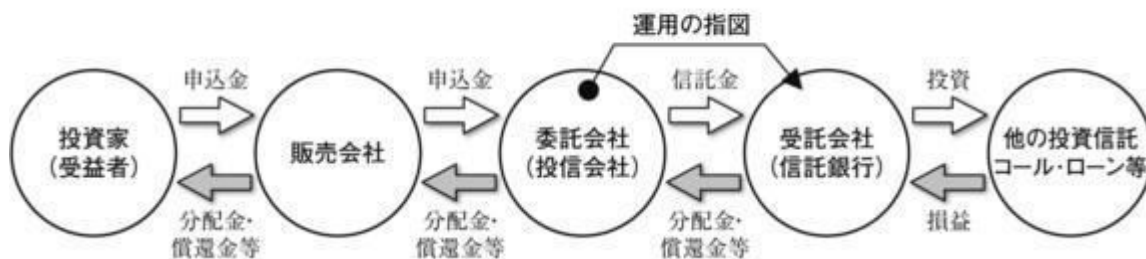 運用の指図
申込金
申込金
信託金
投資
投資家
(受益者)
販売会社
委託会社
(投信会社)
受託会社
(信託銀行)
他の投資信託
コール・ローン等
分配金・
償還金等
分配金・
償還金等
分配金・
償還金等
損益